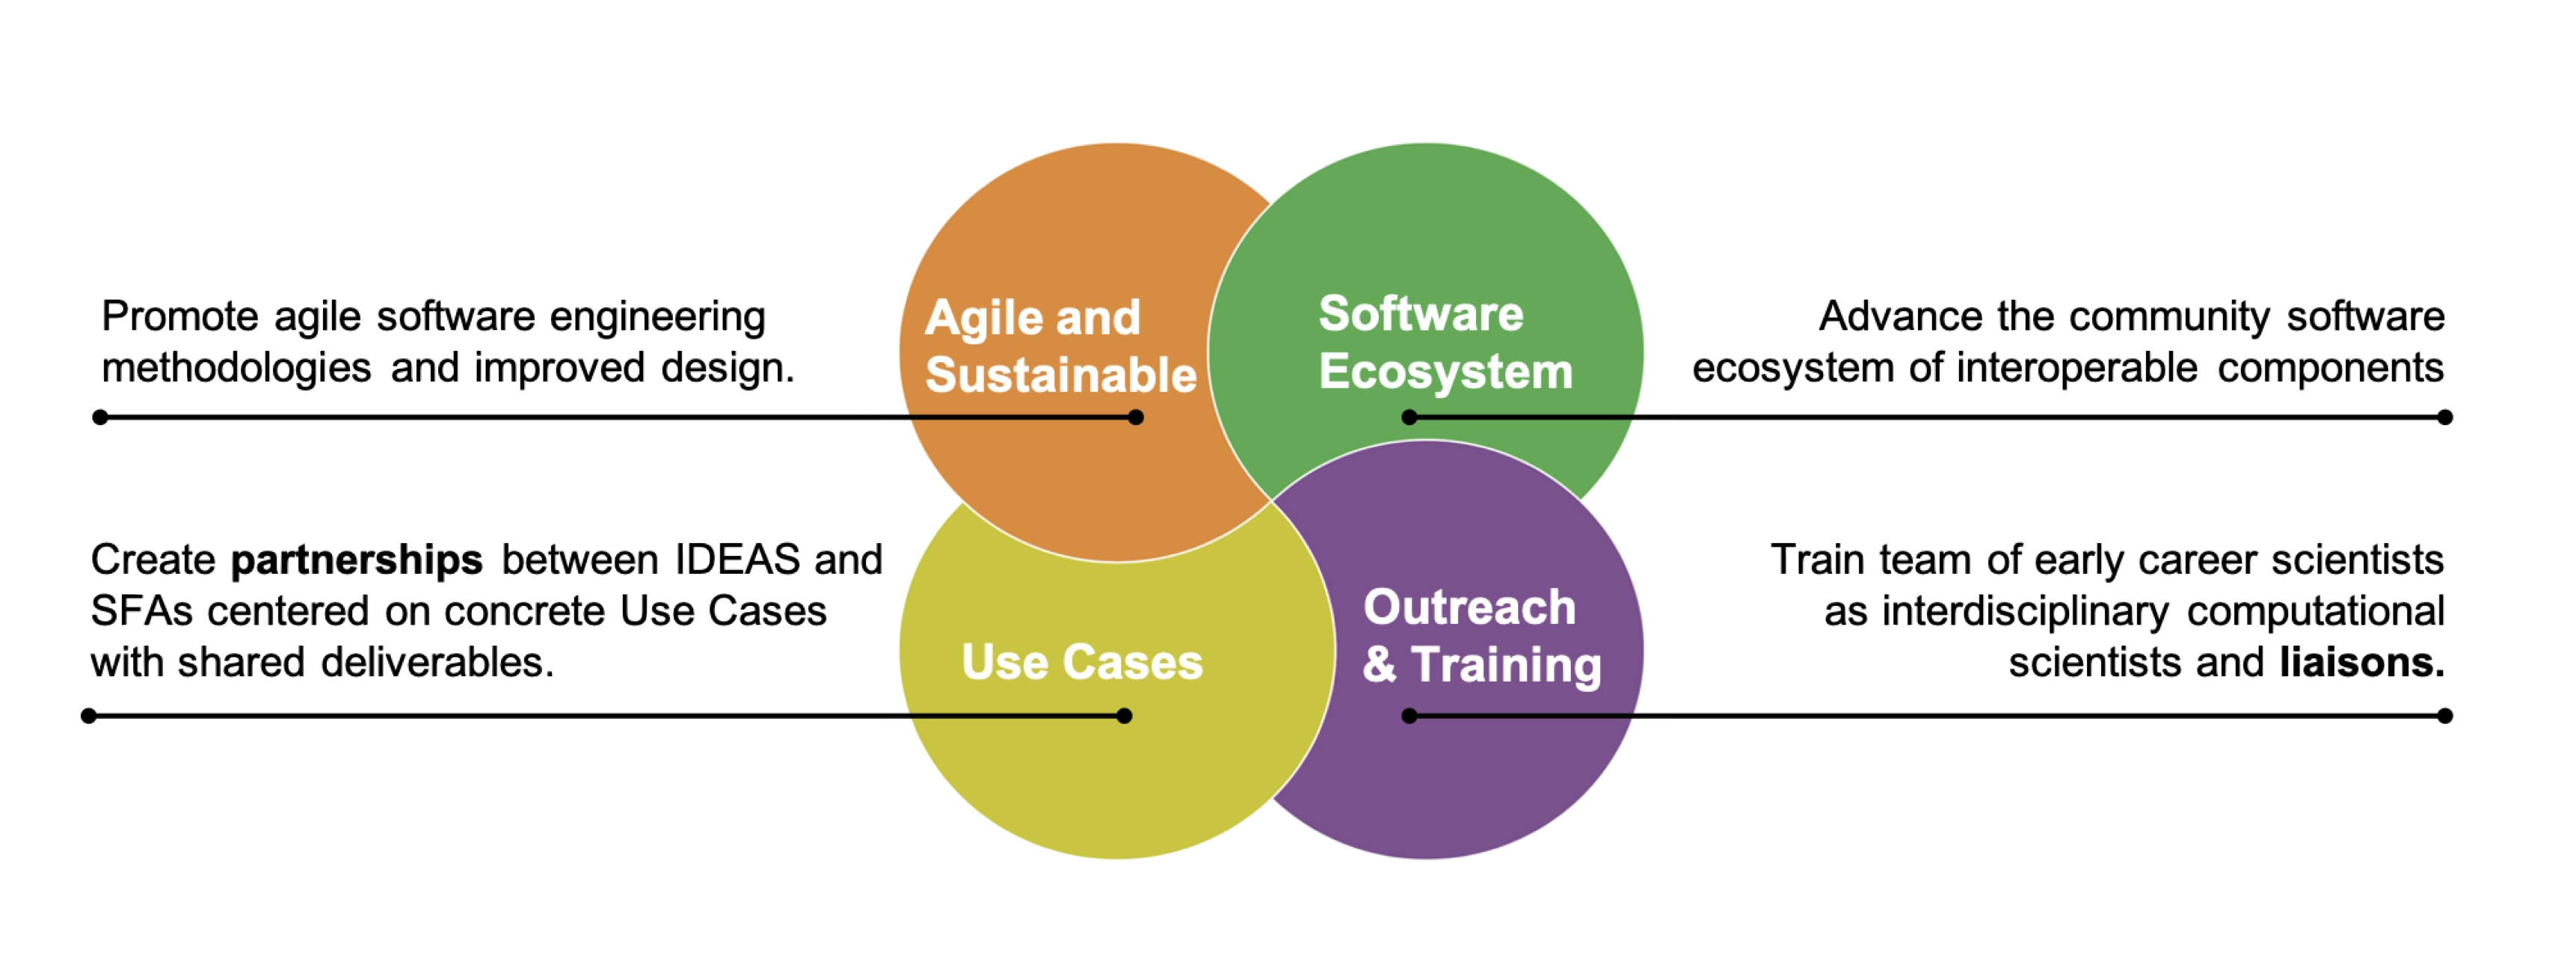 Promote agile software engineering
methodologies and improved design.
Agile and
Sustainable
Software
Ecosystem
Advance the community software
ecosystem of interoperable components
Create partnerships between IDEAS and
SFAs centered on concrete Use Cases
with shared deliverables.
Use Cases
Outreach
& Training
Train team of early career scientists
as interdisciplinary computational
scientists and liaisons.